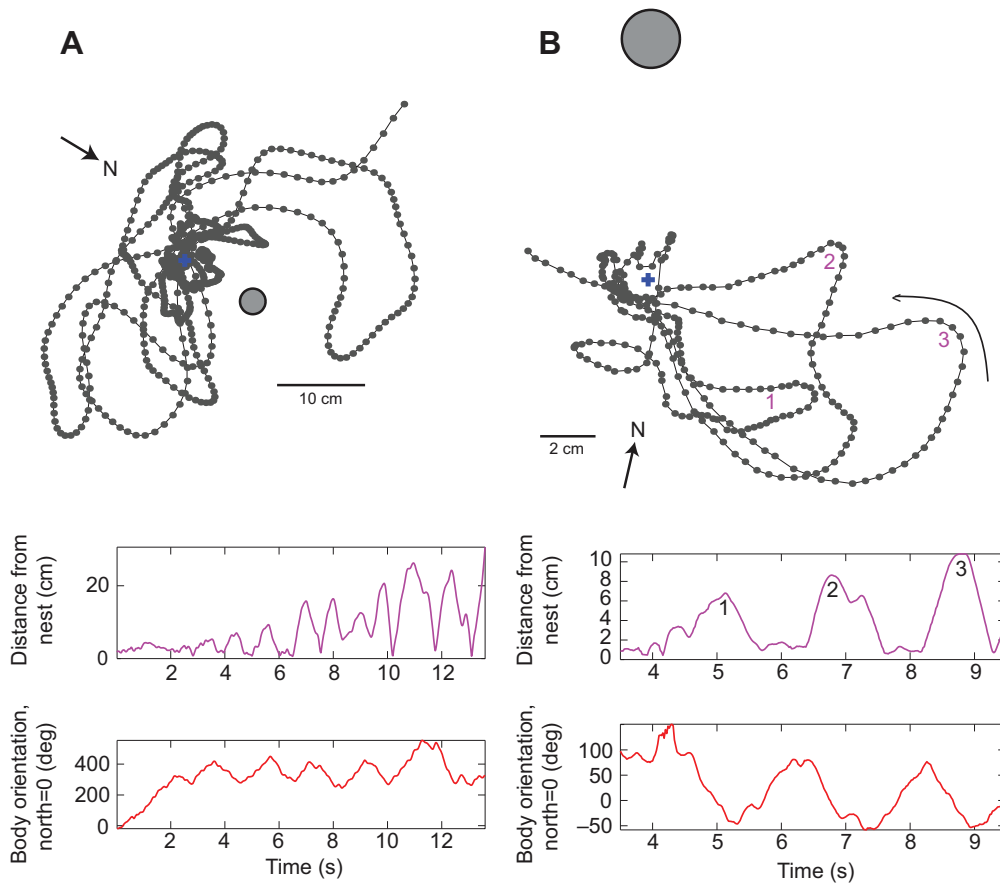 A
B
N
10 cm
2
3
1
N
2 cm
Distance from
nest (cm)
20
0
2 4 6 8 10 12
Distance from
nest (cm)
10
8
6
4
2
0
1 2 3
4 5 6 7 8 9
Body orientation,
north=0 (deg)
400
200
0
2 4 6 8 10 12
Time (s)
Body orientation,
north=0 (deg)
100
50
0
–50
4 5 6 7 8 9
Time (s)